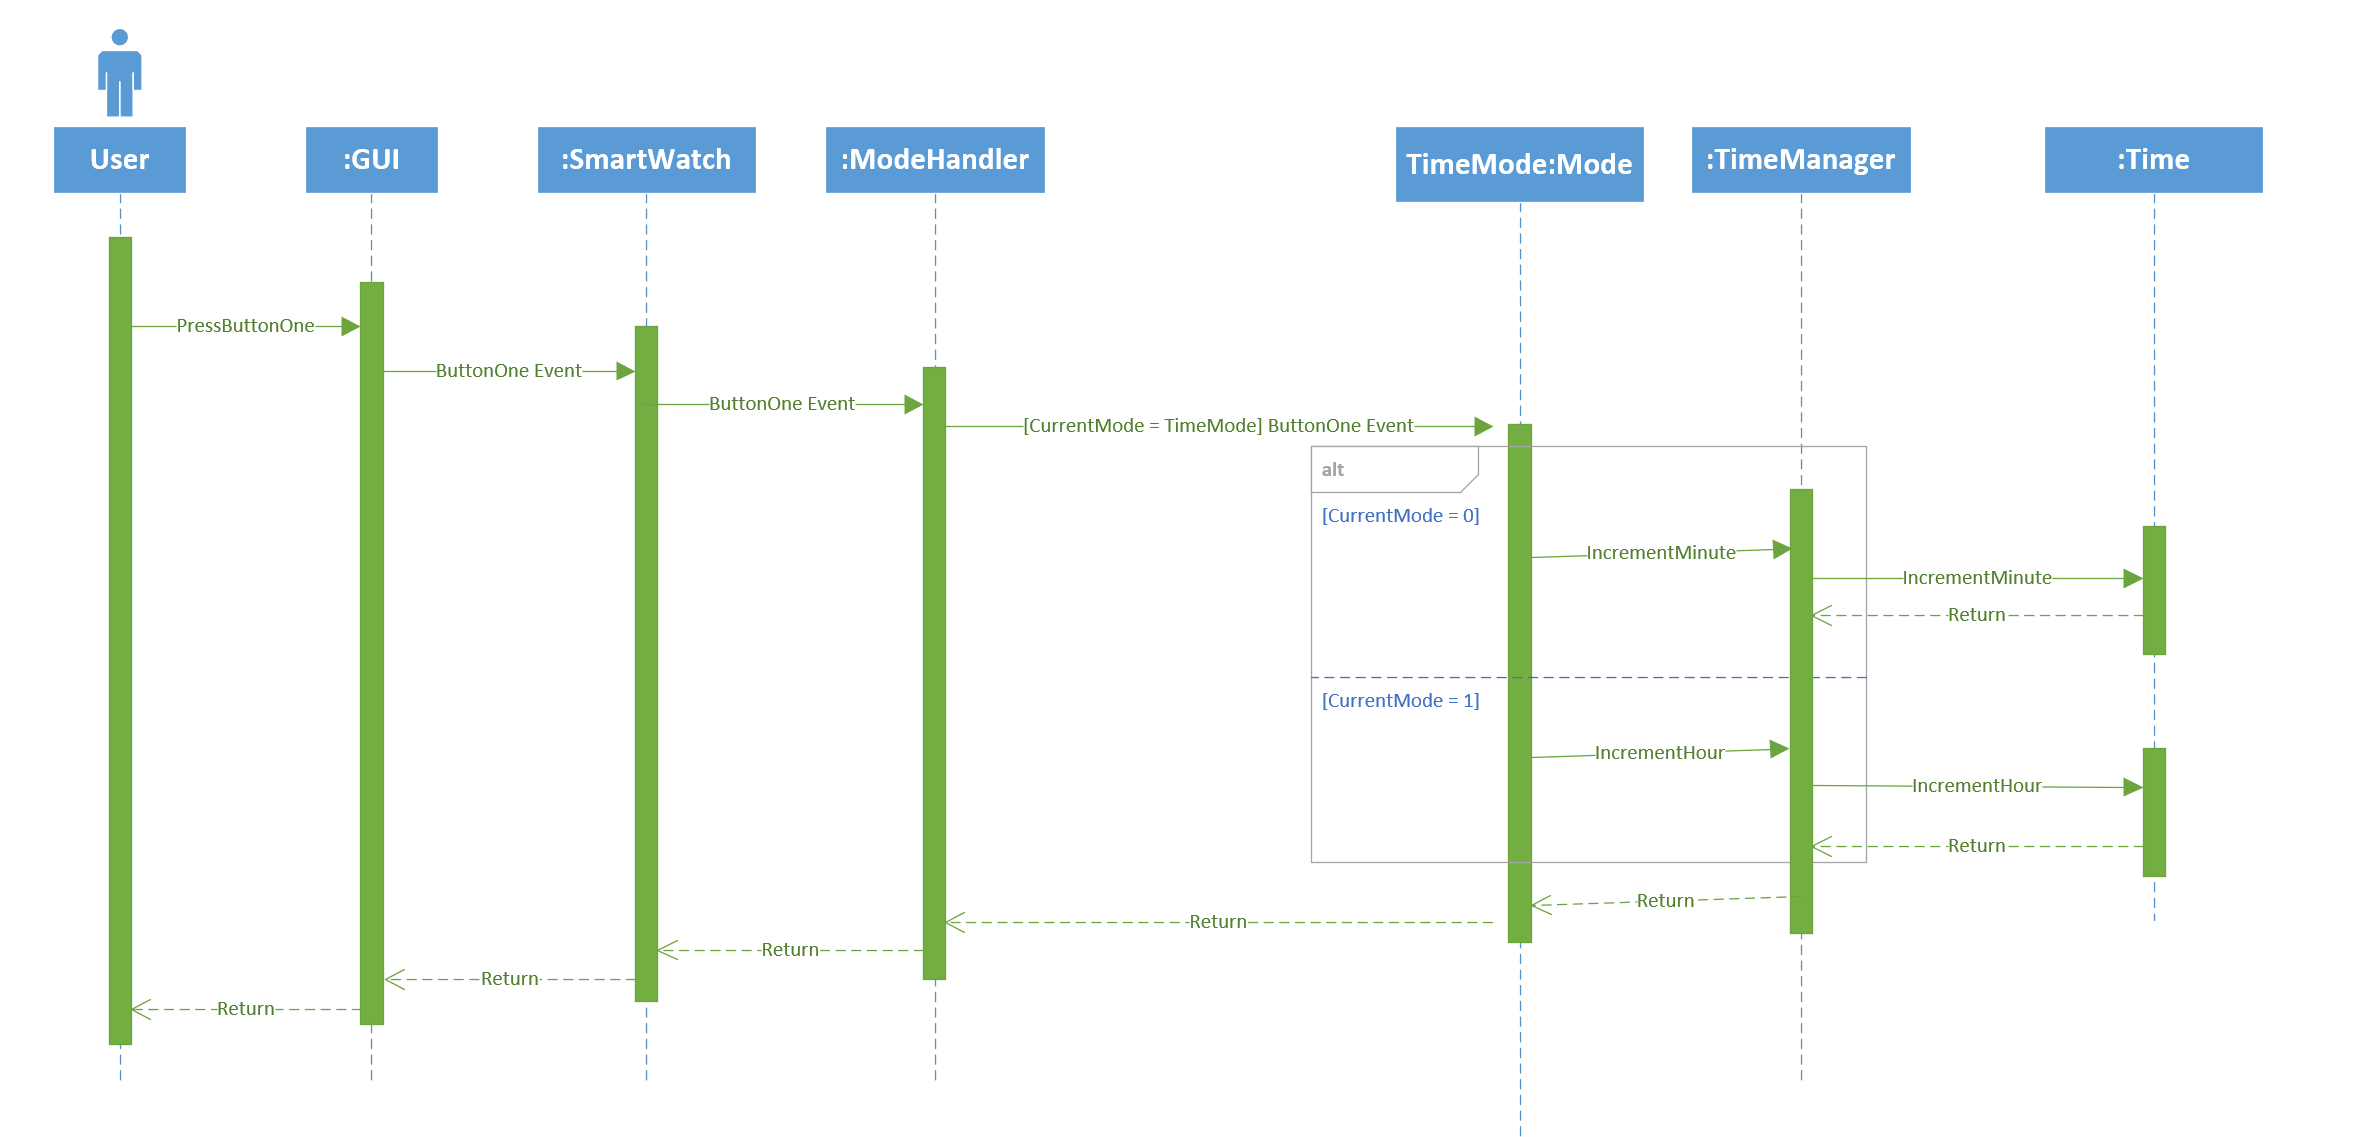 User
:GUI
:SmartWatch
:ModeHandler
TimeMode:Mode
:TimeManager
:Time
PressButtonOne
ButtonOne Event
ButtonOne Event
[CurrentMode = TimeMode] ButtonOne Event
alt
[CurrentMode = 0]
IncrementMinute
IncrementMinute
Return
[CurrentMode = 1]
IncrementHour
IncrementHour
Return
Return
Return
Return
Return
Return